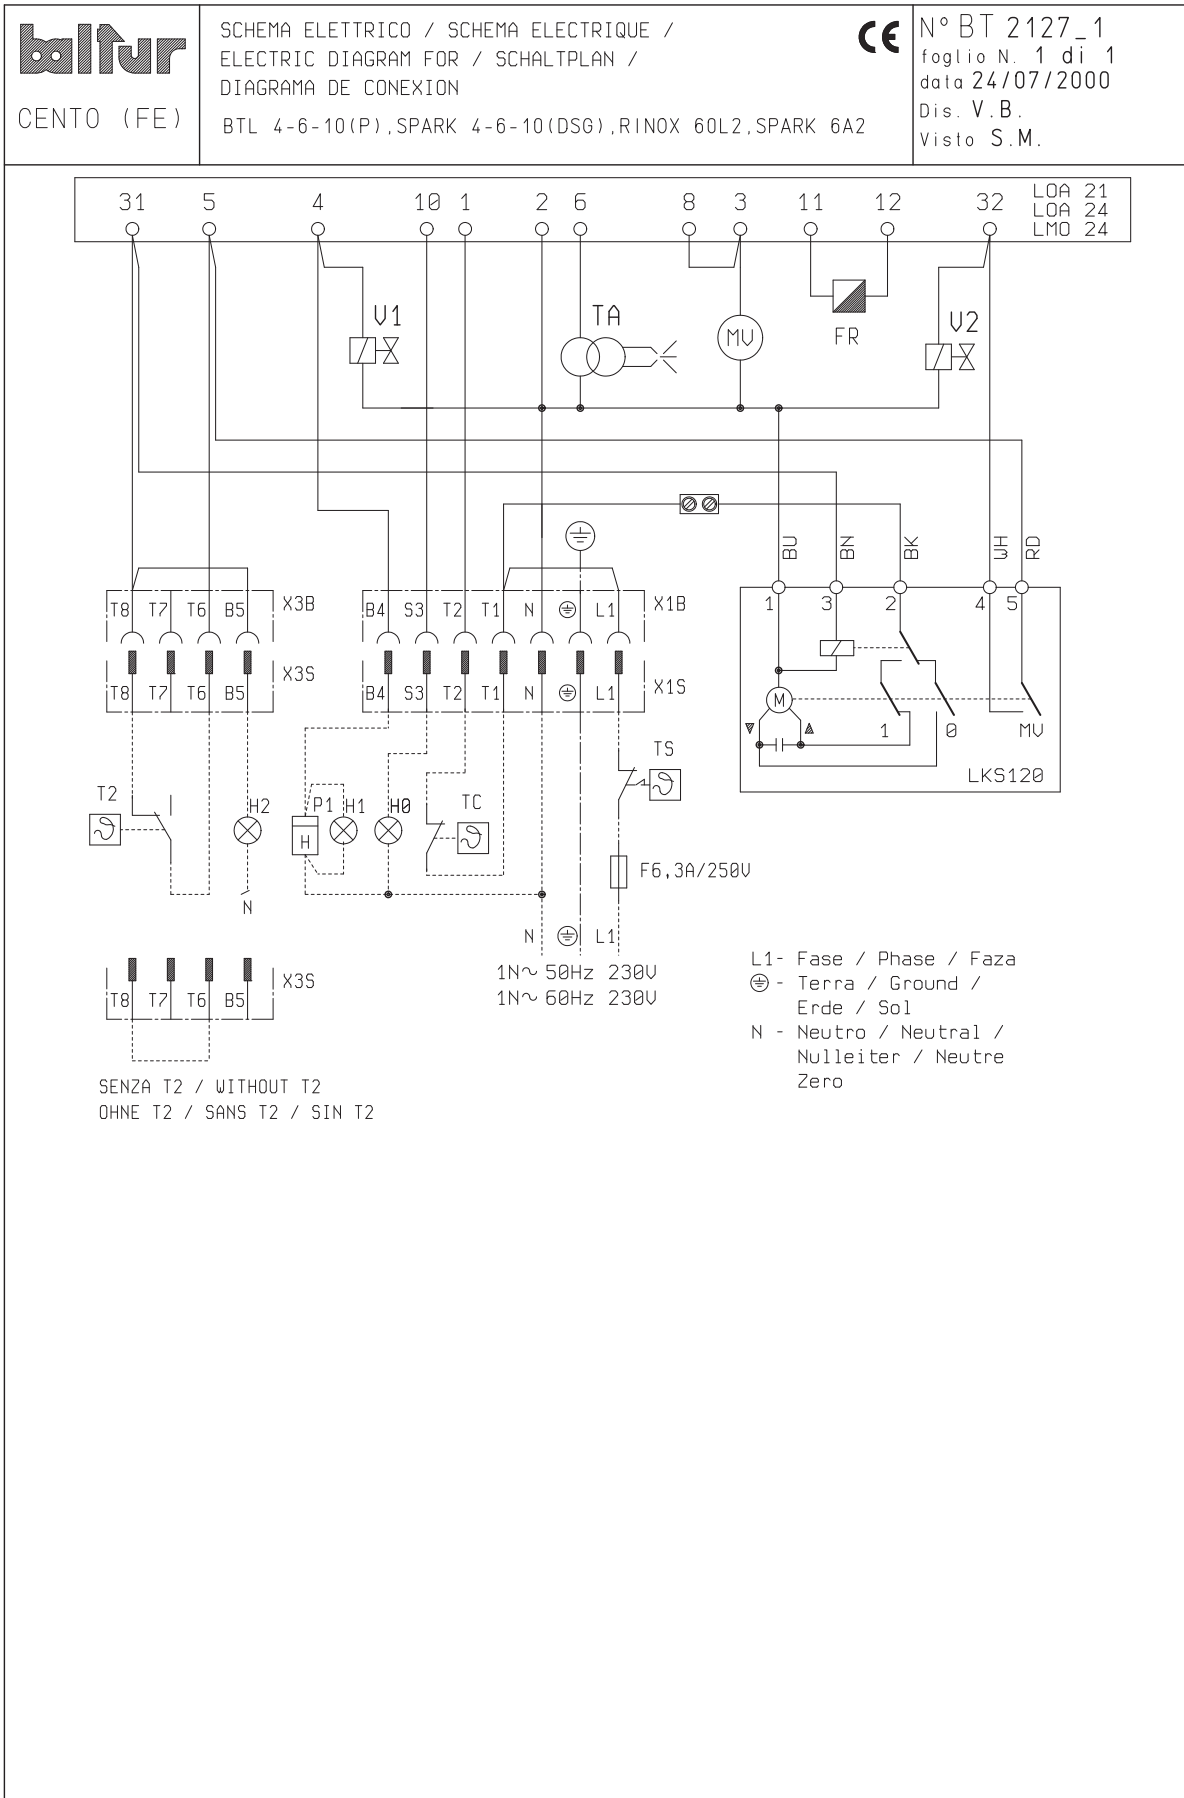 baltur
CENTO (FE)
SCHEMA ELETTRICO / SCHEMA ELECTRIQUE /
ELECTRIC DIAGRAM FOR / SCHALTPLAN /
DIAGRAMA DE CONEXION
BTL 4-6-10(P),SPARK 4-6-10(DSG),RINOX 60L2,SPARK 6A2
CE
N° BT 2127_1
foglio N. 1 di 1
data 24/07/2000
Dis. V.B.
Visto S.M.
31 5 4 10 1 2 6 8 3 11 12 32
LOA 21
LOA 24
LMO 24
V1 TA MV FR V2
BU BN BK WH RD
T8 T7 T6 B5 X3B
B4 S3 T2 T1 N L1 X1B
1 3 2 4 5
X3S
X1S
T8 T7 T6 B5
B4 S3 T2 T1 N L1
M
1 0 MV
LKS120
TS
T2 H2 P1 H1 H0 TC
H
F6,3A/250V
N
N L1
1N~ 50Hz 230V
1N~ 60Hz 230V
X3S
T8 T7 T6 B5
SENZA T2 / WITHOUT T2
OHNE T2 / SANS T2 / SIN T2
L1- Fase / Phase / Faza
- Terra / Ground /
Erde / Sol
N - Neutro / Neutral /
Nulleiter / Neutre
Zero